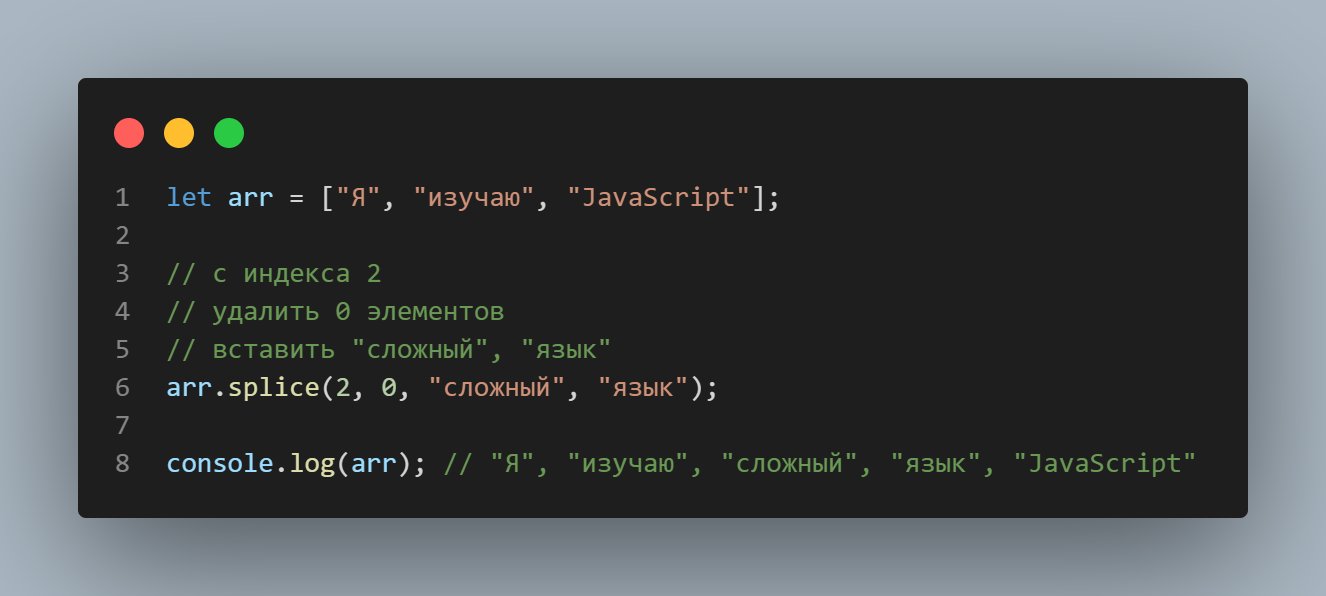 1 let arr = ["Я", "изучаю", "JavaScript"];
2
3 // с индекса 2
4 // удалить 0 элементов
5 // вставить "сложный", "язык"
6 arr.splice(2, 0, "сложный", "язык");
7
8 console.log(arr); // "Я", "изучаю", "сложный", "язык", "JavaScript"